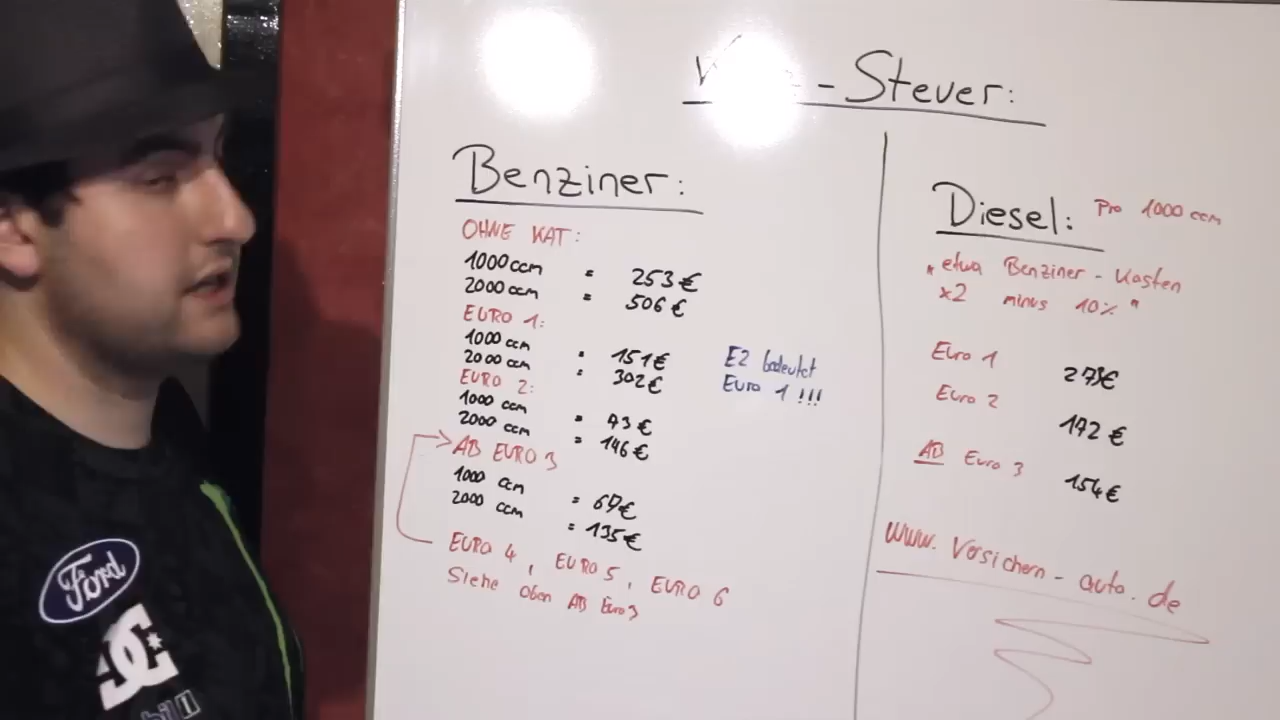 - Steuer:
Benziner:
OHNE KAT:
1000 ccm = 253 €
2000 ccm = 506 €
EURO 1:
1000 ccm = 151 €
2000 ccm = 302 €
EURO 2:
1000 ccm = 73 €
2000 ccm = 146 €
AB EURO 3
1000 ccm = 67 €
2000 ccm = 135 €
EURO 4, EURO 5, EURO 6
Siehe oben AB Euro 3
E2 bedeutet
Euro 1 !!!
Diesel: Pro 1000 ccm
"etwa Benziner - Kosten
x2 minus 10% "
Euro 1 273 €
Euro 2 172 €
AB Euro 3 154 €
www.Versichern-auto.de
Ford
DC